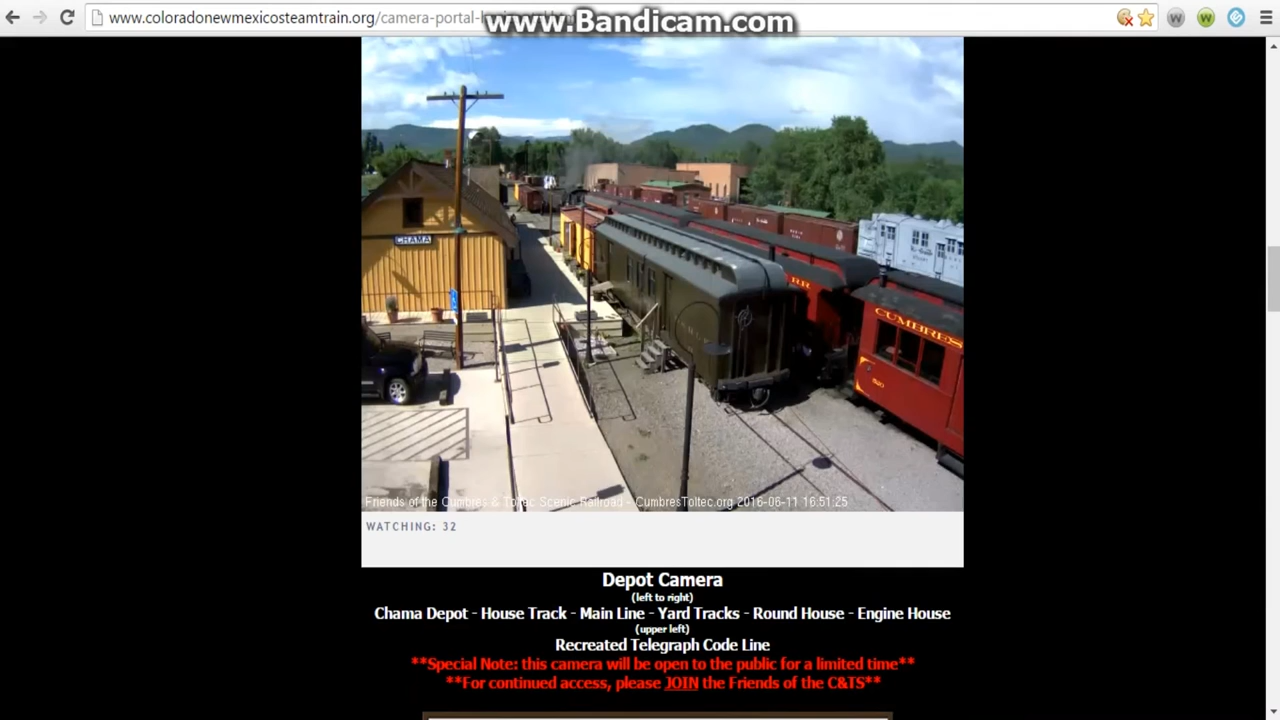 www.coloradonewmexicosteamtrain.org/camera-portal-
www.Bandicam.com
W
W
CHAMA
RR
CUMBRES
520
Friends of the Cumbres & Toltec Scenic Railroad - CumbresToltec.org 2016-06-11 16:51:25
WATCHING: 32
Depot Camera
(left to right)
Chama Depot - House Track - Main Line - Yard Tracks - Round House - Engine House
(upper left)
Recreated Telegraph Code Line
**Special Note: this camera will be open to the public for a limited time**
**For continued access, please JOIN the Friends of the C&TS**